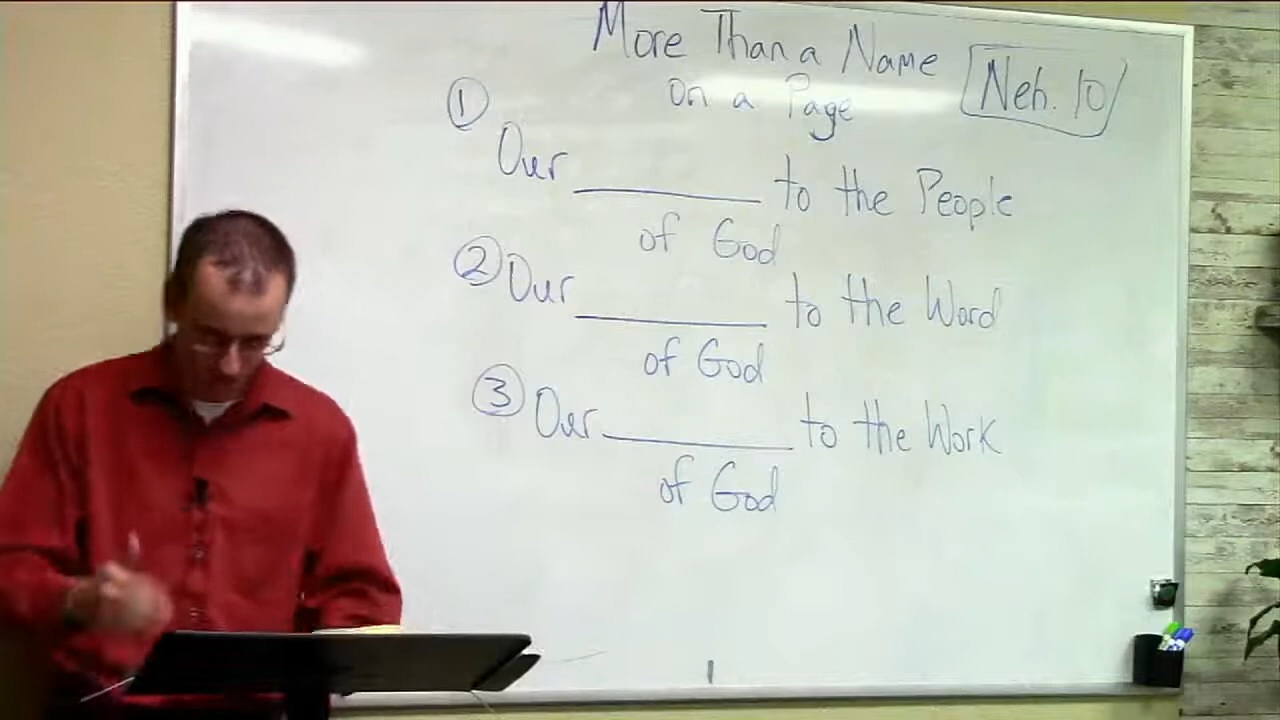 More Than a Name
on a Page
Neh. 10
① Our ________ to the People
of God
② Our ________ to the Word
of God
③ Our ________ to the Work
of God